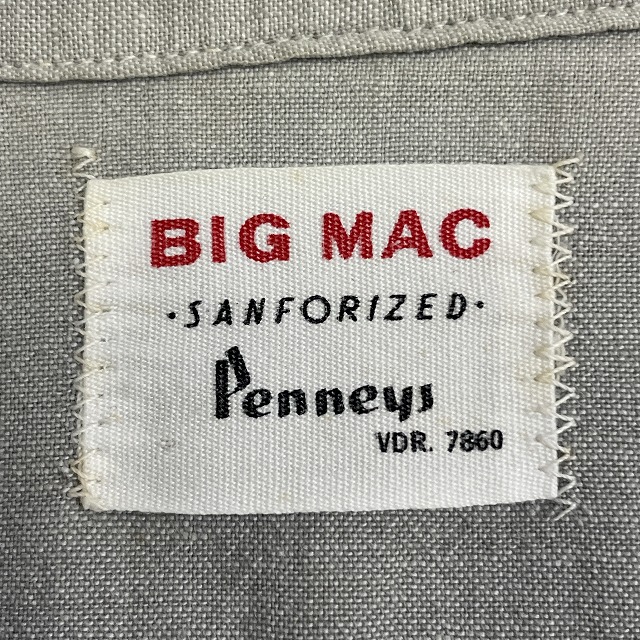 BIG MAC
·SANFORIZED·
Penneys
VDR. 7860